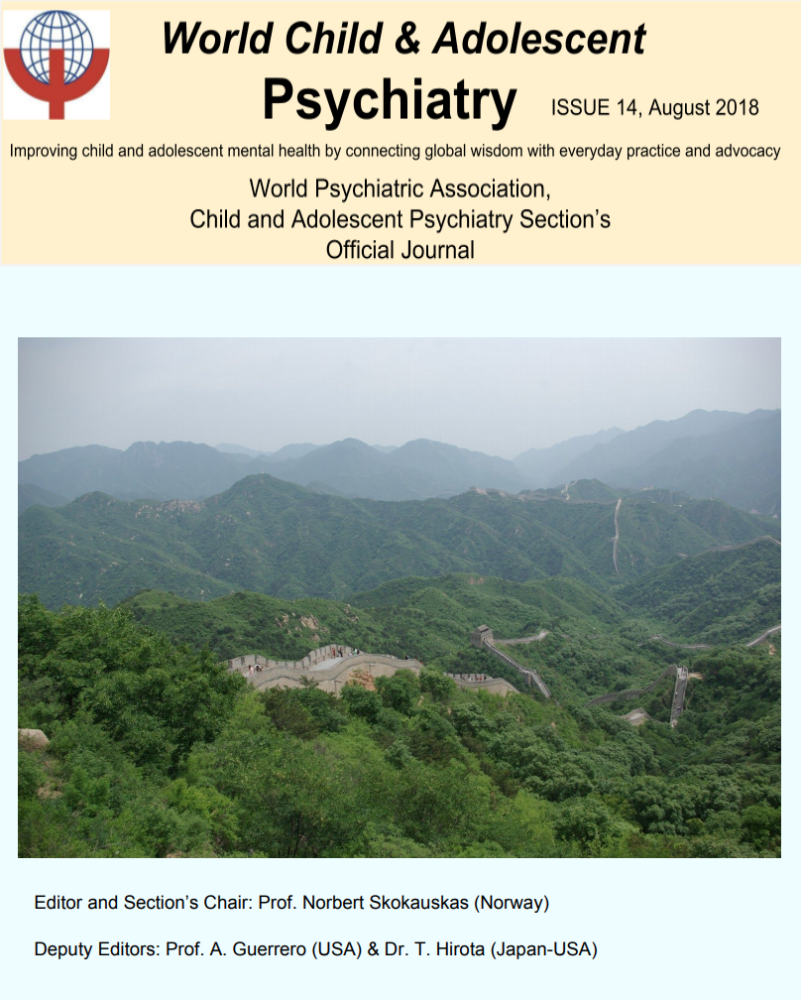 World Child & Adolescent
Psychiatry ISSUE 14, August 2018
Improving child and adolescent mental health by connecting global wisdom with everyday practice and advocacy
World Psychiatric Association,
Child and Adolescent Psychiatry Section’s
Official Journal
Editor and Section’s Chair: Prof. Norbert Skokauskas (Norway)
Deputy Editors: Prof. A. Guerrero (USA) & Dr. T. Hirota (Japan-USA)